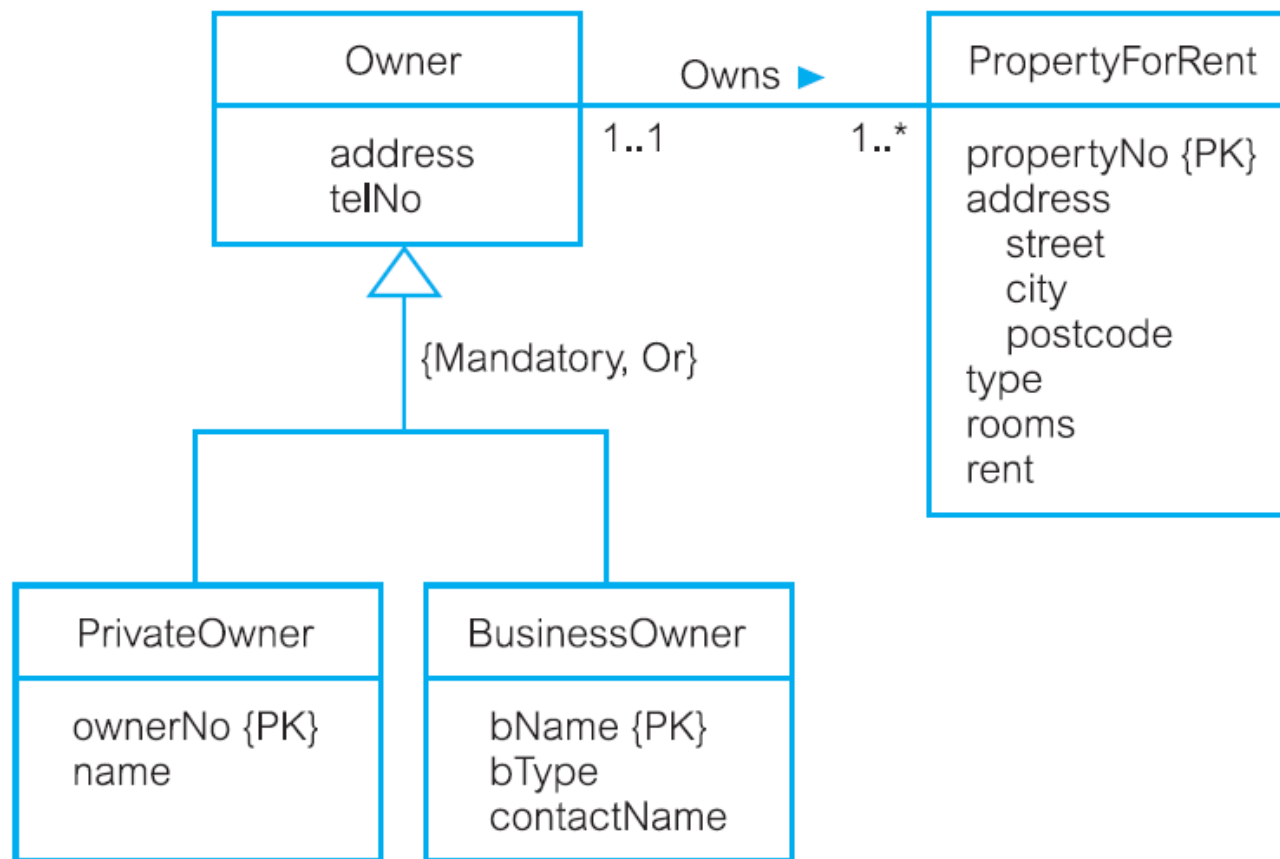 Owner
address
telNo
Owns ►
1..1
1..*
PropertyForRent
propertyNo {PK}
address
street
city
postcode
type
rooms
rent
{Mandatory, Or}
PrivateOwner
ownerNo {PK}
name
BusinessOwner
bName {PK}
bType
contactName